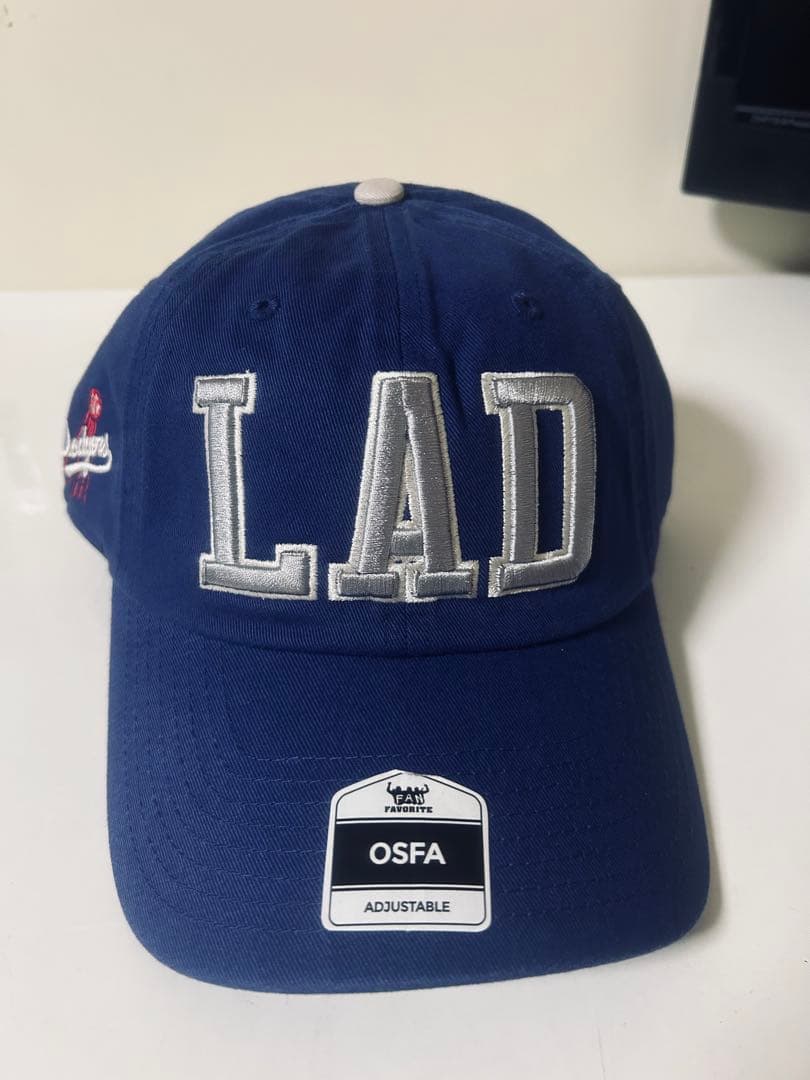 LAD
Dodgers
FAN
FAVORITE
OSFA
ADJUSTABLE